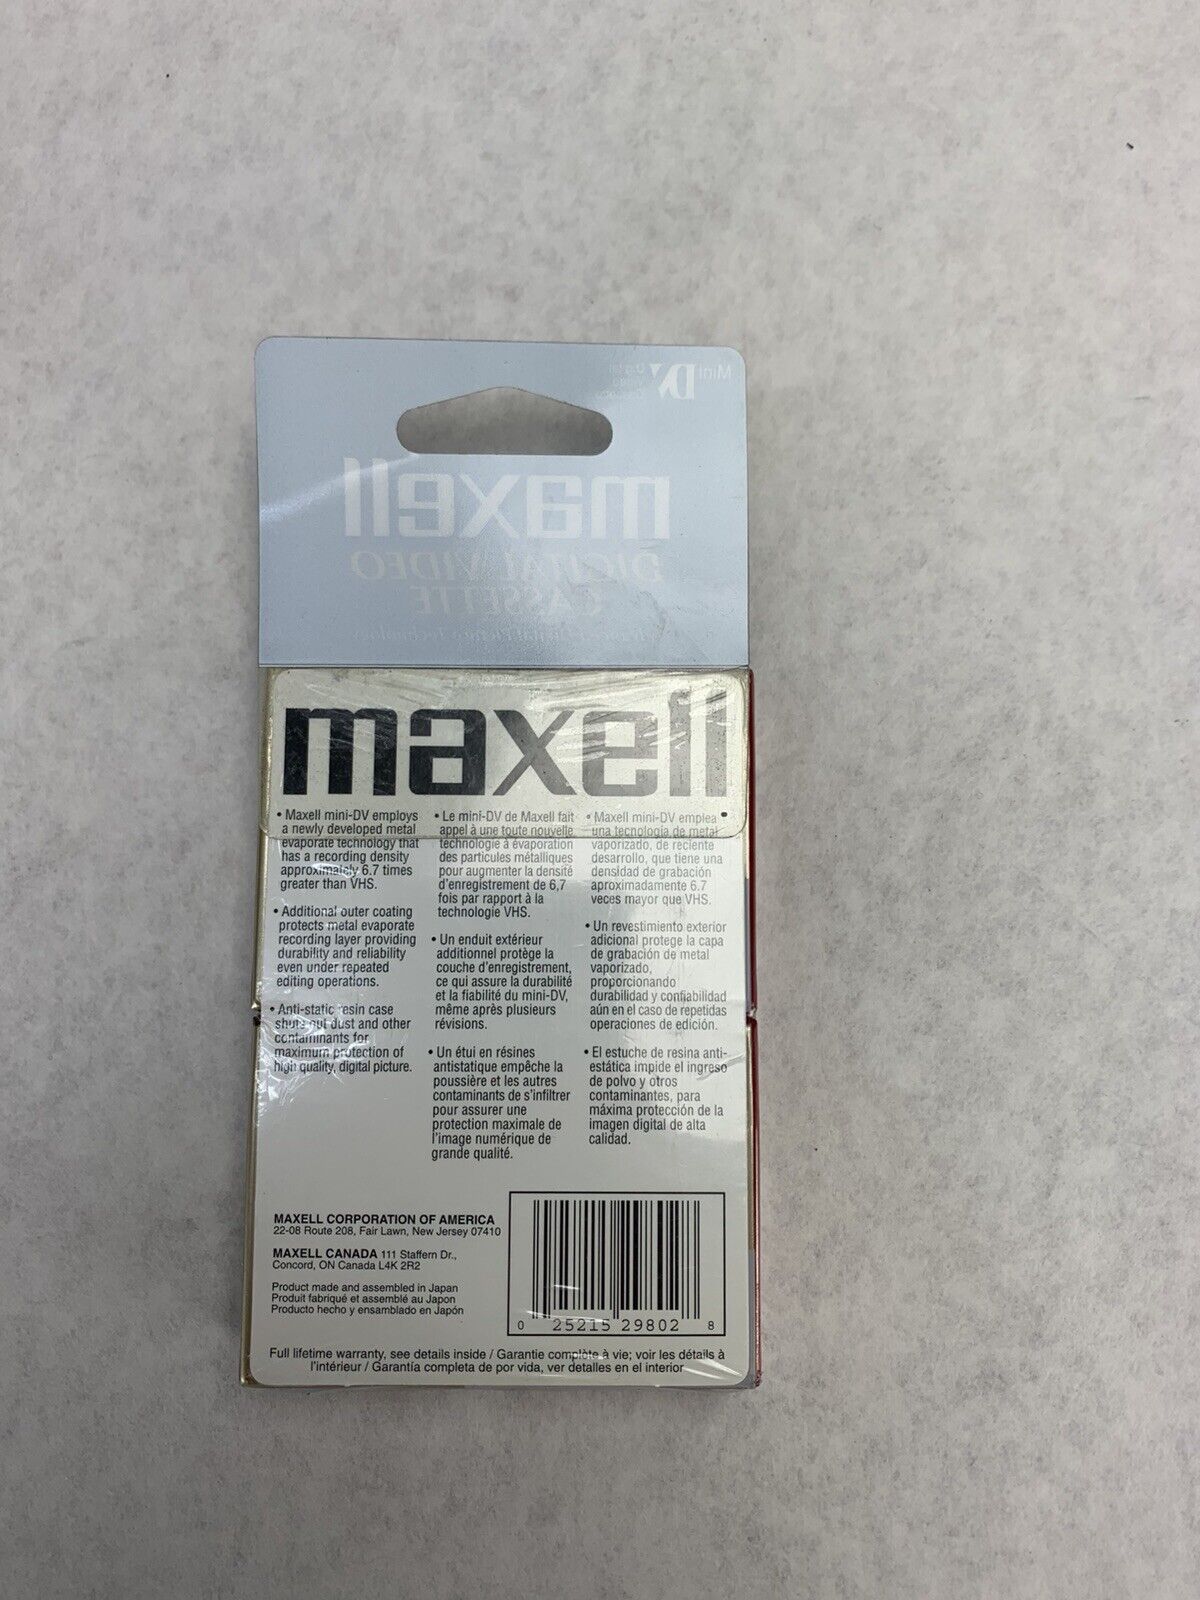 Mini DV Digital
Video
Cassette
maxell
DIGITAL VIDEO
CASSETTE
maxell
• Maxell mini-DV employs
a newly developed metal
evaporate technology that
has a recording density
approximately 6.7 times
greater than VHS.
• Additional outer coating
protects metal evaporate
recording layer providing
durability and reliability
even under repeated
editing operations.
• Anti-static resin case
shuts out dust and other
contaminants for
maximum protection of
high quality, digital picture.
• Le mini-DV de Maxell fait
appel à une toute nouvelle
technologie à évaporation
des particules métalliques
pour augmenter la densité
d'enregistrement de 6,7
fois par rapport à la
technologie VHS.
• Un enduit extérieur
additionnel protège la
couche d'enregistrement,
ce qui assure la durabilité
et la fiabilité du mini-DV,
même après plusieurs
révisions.
• Un étui en résines
antistatique empêche la
poussière et les autres
contaminants de s'infiltrer
pour assurer une
protection maximale de
l'image numérique de
grande qualité.
• Maxell mini-DV emplea
una tecnología de metal
vaporizado, de reciente
desarrollo, que tiene una
densidad de grabación
aproximadamente 6.7
veces mayor que VHS.
• Un revestimiento exterior
adicional protege la capa
de grabación de metal
vaporizado,
proporcionando
durabilidad y confiabilidad
aún en el caso de repetidas
operaciones de edición.
• El estuche de resina anti-
estática impide el ingreso
de polvo y otros
contaminantes, para
máxima protección de la
imagen digital de alta
calidad.
MAXELL CORPORATION OF AMERICA
22-08 Route 208, Fair Lawn, New Jersey 07410
MAXELL CANADA 111 Staffern Dr.,
Concord, ON Canada L4K 2R2
Product made and assembled in Japan
Produit fabriqué et assemblé au Japon
Producto hecho y ensamblado en Japón
0 25215 29802 8
Full lifetime warranty, see details inside / Garantie complète à vie; voir les détails à
l'intérieur / Garantía completa de por vida, ver detalles en el interior